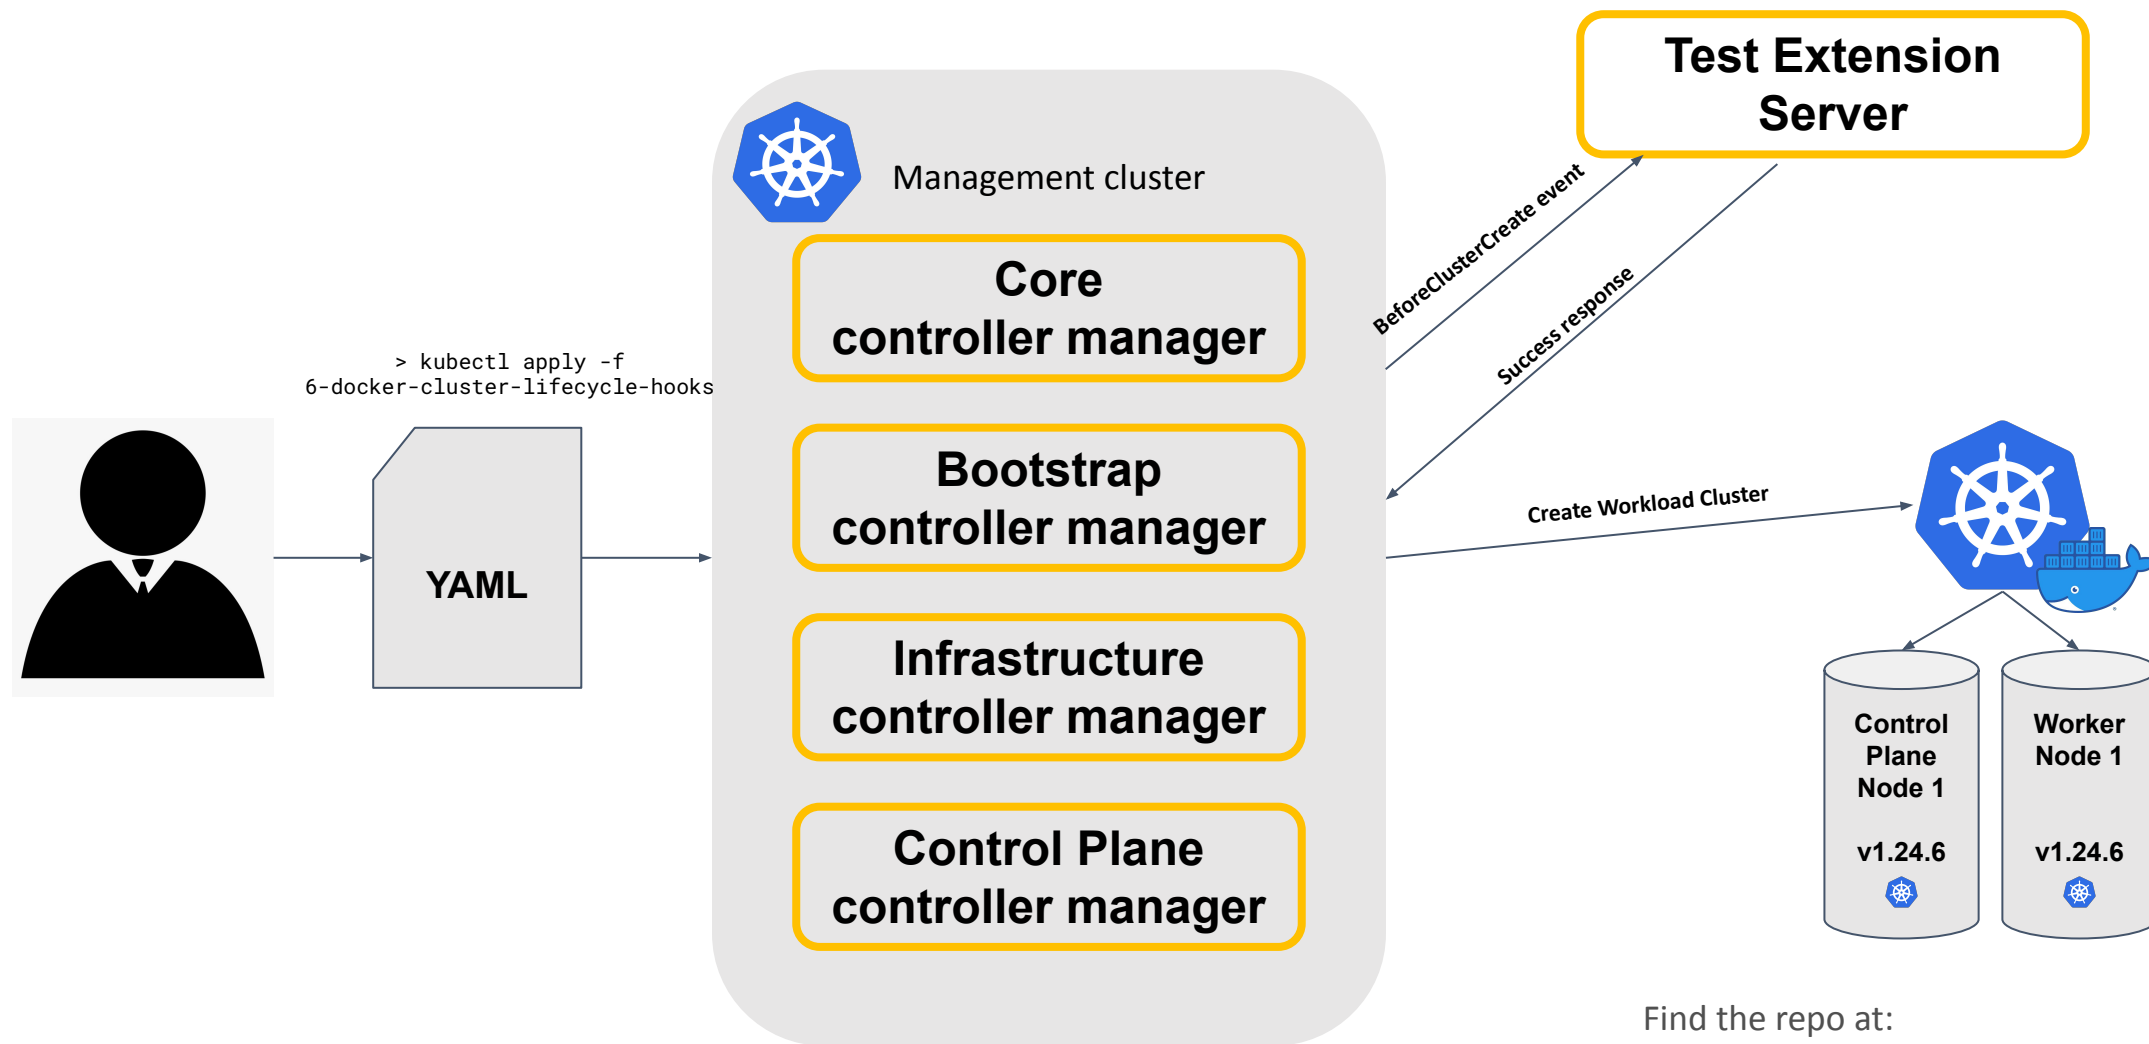 Test Extension
Server
Management cluster
BeforeClusterCreate event
Success response
Core
controller manager
> kubectl apply -f
6-docker-cluster-lifecycle-hooks
YAML
Bootstrap
controller manager
Create Workload Cluster
Infrastructure
controller manager
Control Plane
controller manager
Control
Plane
Node 1
v1.24.6
Worker
Node 1
v1.24.6
Find the repo at: